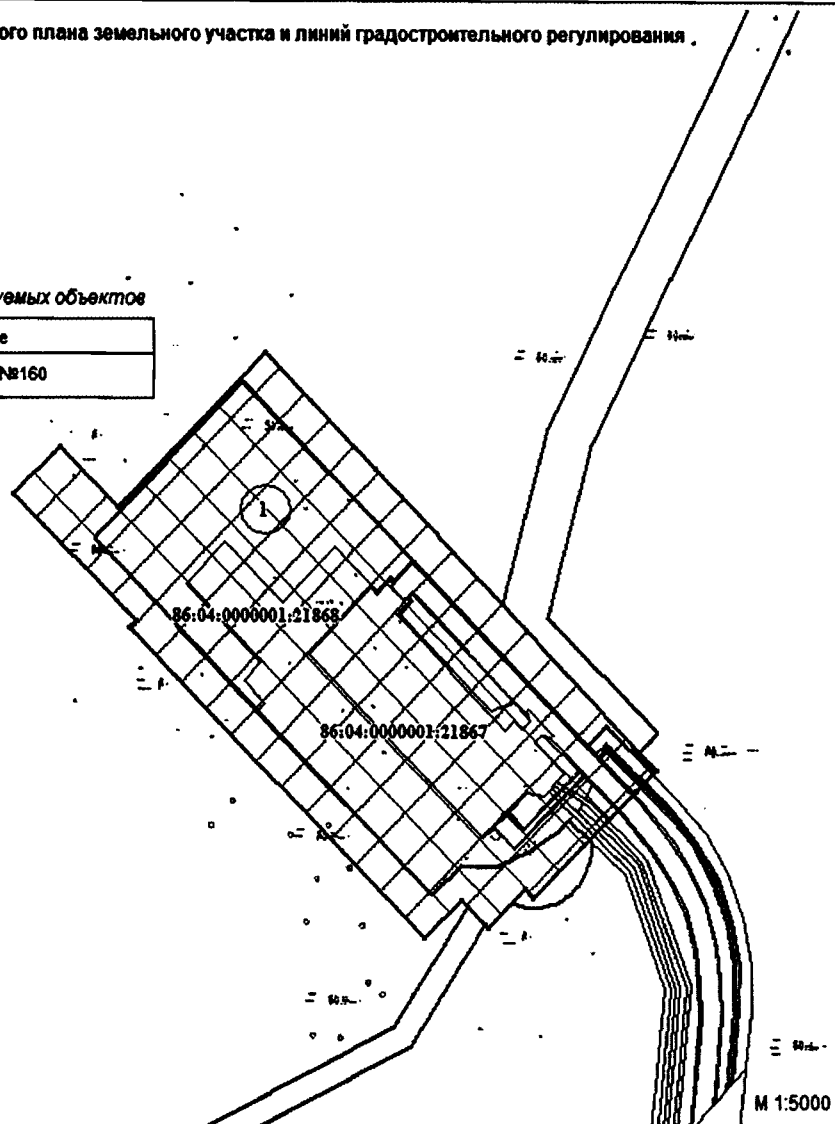 ого плана земельного участка и линий градостроительного регулирования .
уемых объектов
е
№160
1
86:04:0000001:21868
86:04:0000001:21867
М 1:5000